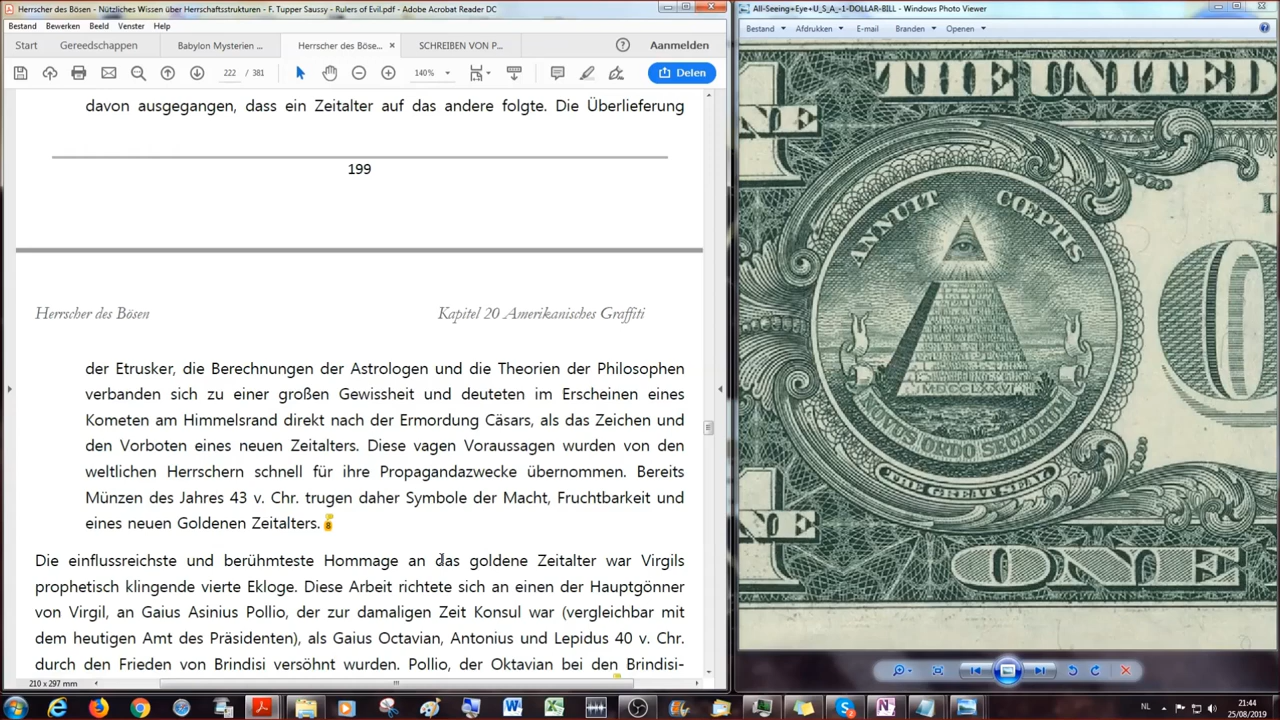 Herrscher des Bösen - Nützliches Wissen über Herrschaftsstrukturen - F. Tupper Saussy - Rulers of Evil.pdf - Adobe Acrobat Reader DC
Bestand Bewerken Beeld Venster Help
Start Gereedschappen Babylon Mysterien ... Herrscher des Böse... × SCHREIBEN VON P... Aanmelden
222 / 381 140% Delen
davon ausgegangen, dass ein Zeitalter auf das andere folgte. Die Überlieferung
199
Herrscher des Bösen Kapitel 20 Amerikanisches Graffiti
der Etrusker, die Berechnungen der Astrologen und die Theorien der Philosophen
verbanden sich zu einer großen Gewissheit und deuteten im Erscheinen eines
Kometen am Himmelsrand direkt nach der Ermordung Cäsars, als das Zeichen und
den Vorboten eines neuen Zeitalters. Diese vagen Voraussagen wurden von den
weltlichen Herrschern schnell für ihre Propagandazwecke übernommen. Bereits
Münzen des Jahres 43 v. Chr. trugen daher Symbole der Macht, Fruchtbarkeit und
eines neuen Goldenen Zeitalters. 8
Die einflussreichste und berühmteste Hommage an das goldene Zeitalter war Virgils
prophetisch klingende vierte Ekloge. Diese Arbeit richtete sich an einen der Hauptgönner
von Virgil, an Gaius Asinius Pollio, der zur damaligen Zeit Konsul war (vergleichbar mit
dem heutigen Amt des Präsidenten), als Gaius Octavian, Antonius und Lepidus 40 v. Chr.
durch den Frieden von Brindisi versöhnt wurden. Pollio, der Oktavian bei den Brindisi-
210 x 297 mm
All-Seeing+Eye+U_S_A_-1-DOLLAR-BILL - Windows Photo Viewer
Bestand Afdrukken E-mail Branden Openen
THE UNITED
NE
ANNUIT CŒPTIS
NOVUS ORDO SECLORUM
THE GREAT SEAL
NE
ONE
NL 21:44
25/08/2019